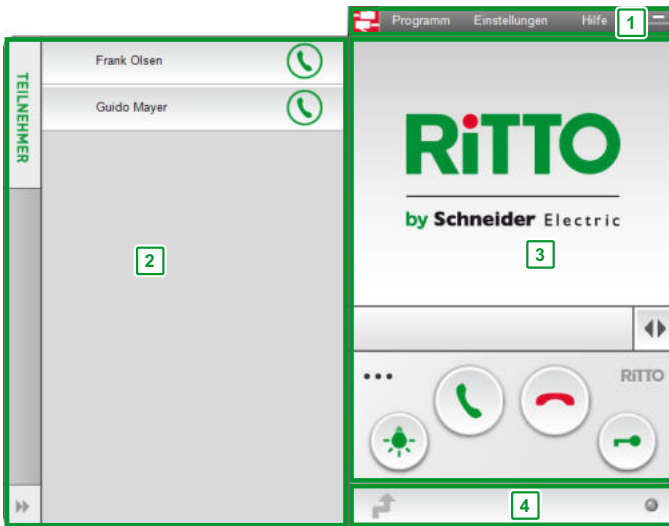 Programm Einstellungen Hilfe 1
TEILNEHMER
Frank Olsen
Guido Mayer
2
RiTTO
by Schneider Electric
3
RiTTO
4